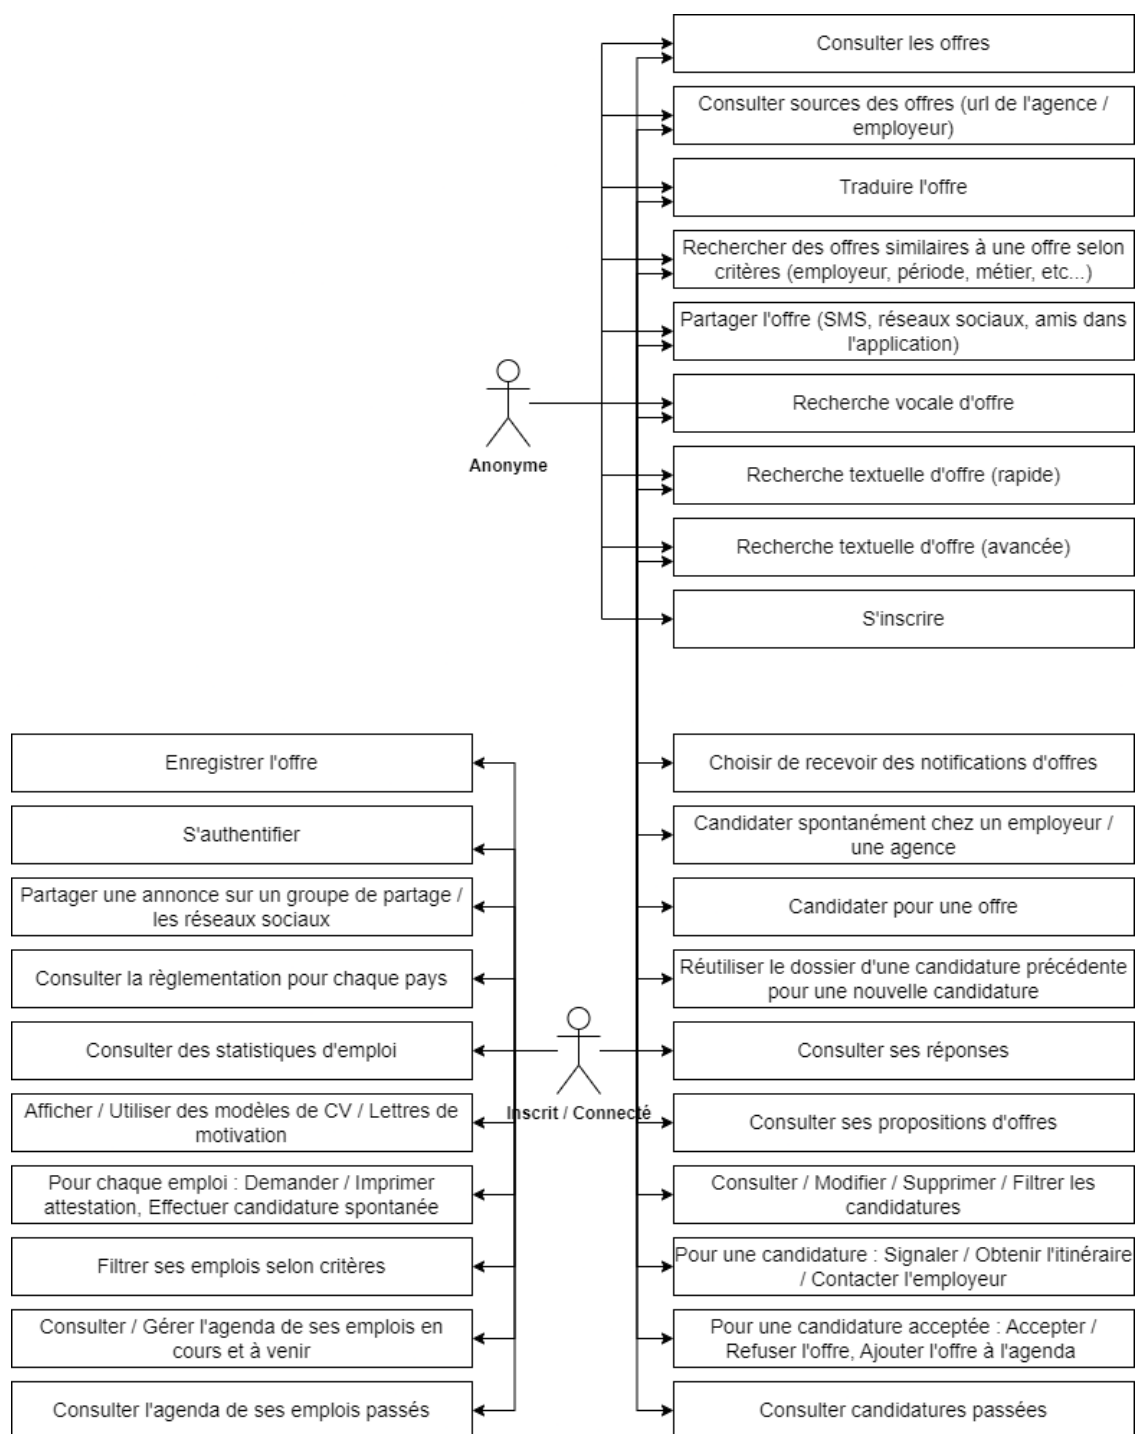 Consulter les offres
Consulter sources des offres (url de l'agence /
employeur)
Traduire l'offre
Rechercher des offres similaires à une offre selon
critères (employeur, période, métier, etc...)
Partager l'offre (SMS, réseaux sociaux, amis dans
l'application)
Recherche vocale d'offre
Anonyme
Recherche textuelle d'offre (rapide)
Recherche textuelle d'offre (avancée)
S'inscrire
Enregistrer l'offre
S'authentifier
Partager une annonce sur un groupe de partage /
les réseaux sociaux
Consulter la règlementation pour chaque pays
Consulter des statistiques d'emploi
Afficher / Utiliser des modèles de CV / Lettres de
motivation
Pour chaque emploi : Demander / Imprimer
attestation, Effectuer candidature spontanée
Filtrer ses emplois selon critères
Consulter / Gérer l'agenda de ses emplois en
cours et à venir
Consulter l'agenda de ses emplois passés
Inscrit / Connecté
Choisir de recevoir des notifications d'offres
Candidater spontanément chez un employeur /
une agence
Candidater pour une offre
Réutiliser le dossier d'une candidature précédente
pour une nouvelle candidature
Consulter ses réponses
Consulter ses propositions d'offres
Consulter / Modifier / Supprimer / Filtrer les
candidatures
Pour une candidature : Signaler / Obtenir l'itinéraire
/ Contacter l'employeur
Pour une candidature acceptée : Accepter /
Refuser l'offre, Ajouter l'offre à l'agenda
Consulter candidatures passées